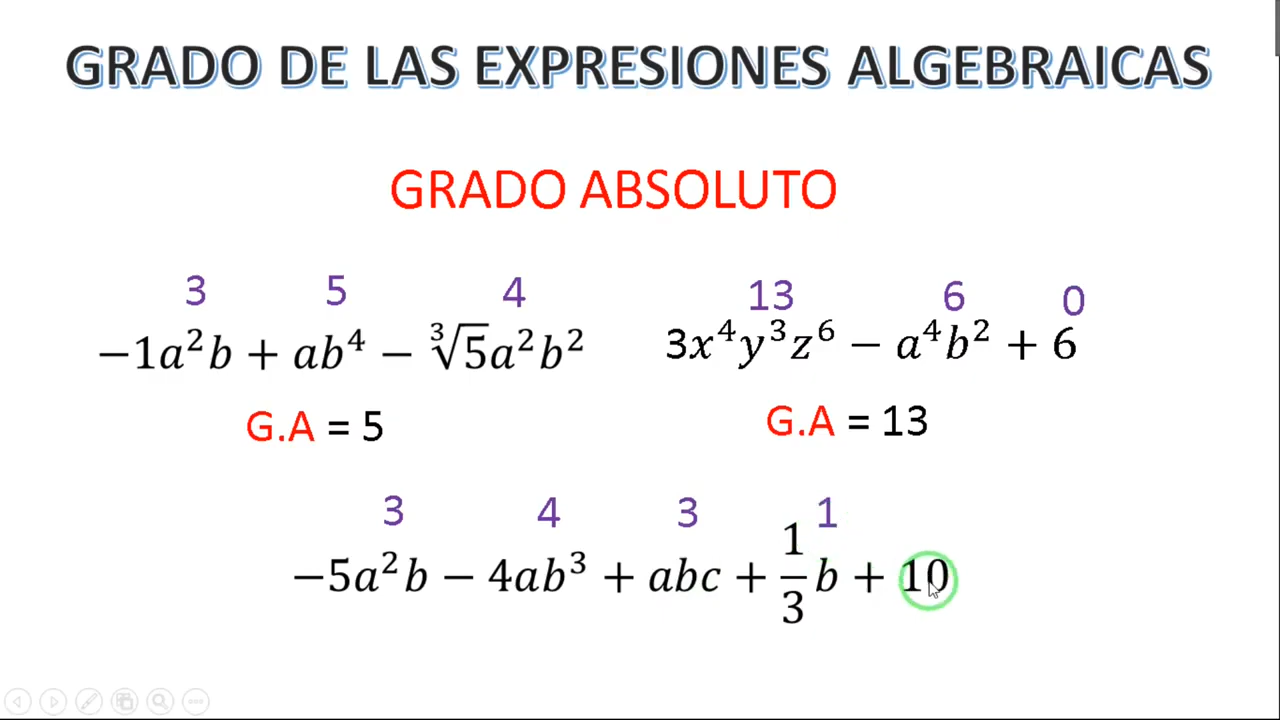 GRADO DE LAS EXPRESIONES ALGEBRAICAS
GRADO ABSOLUTO
3 5 4
−1a²b + ab⁴ − ∛5a²b²
G.A = 5
13 6 0
3x⁴y³z⁶ − a⁴b² + 6
G.A = 13
3 4 3 1
−5a²b − 4ab³ + abc + 1/3 b + 10